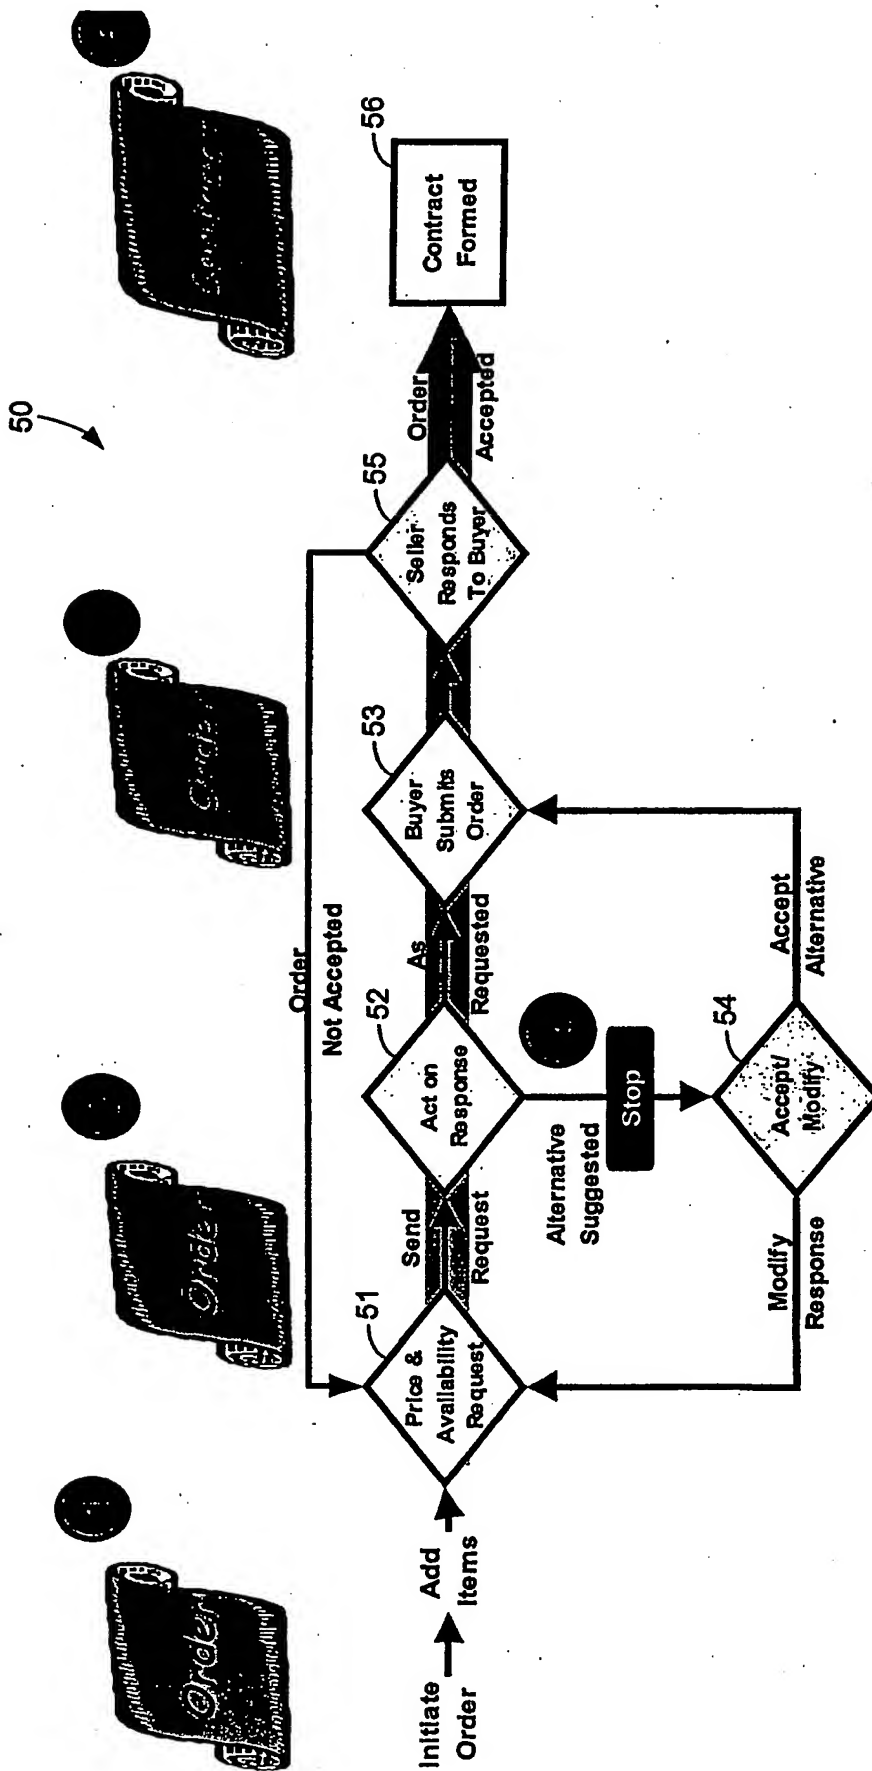 50
Order
Order
Order
Contract
Initiate
Order
Add
Items
51
Price &
Availability
Request
Send
Request
52
Act on
Response
As
Requested
53
Buyer
Submits
Order
55
Seller
Responds
To Buyer
Order
Accepted
56
Contract
Formed
Order
Not Accepted
Alternative
Suggested
Stop
54
Accept/
Modify
Modify
Response
Accept
Alternative